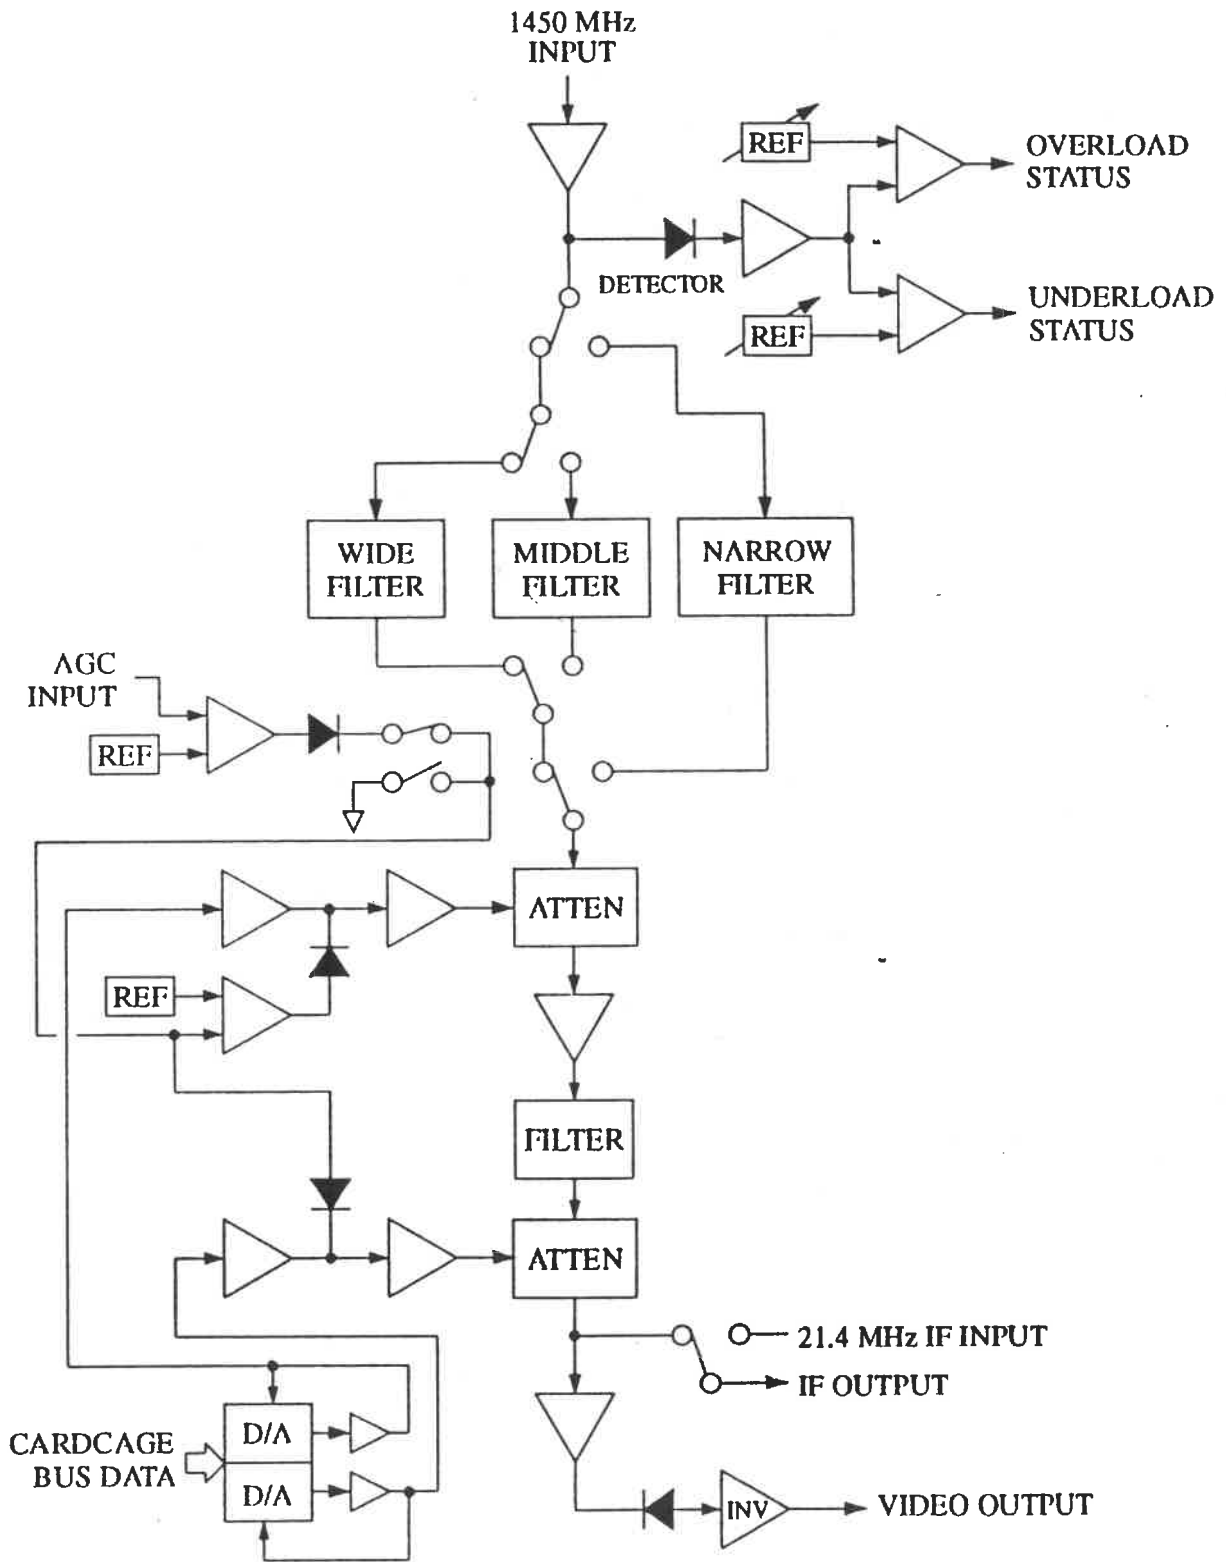 1450 MHz
INPUT
REF
OVERLOAD
STATUS
DETECTOR
REF
UNDERLOAD
STATUS
WIDE
FILTER
MIDDLE
FILTER
NARROW
FILTER
AGC
INPUT
REF
ATTEN
REF
FILTER
ATTEN
21.4 MHz IF INPUT
IF OUTPUT
D/A
CARDCAGE
BUS DATA
D/A
INV
VIDEO OUTPUT